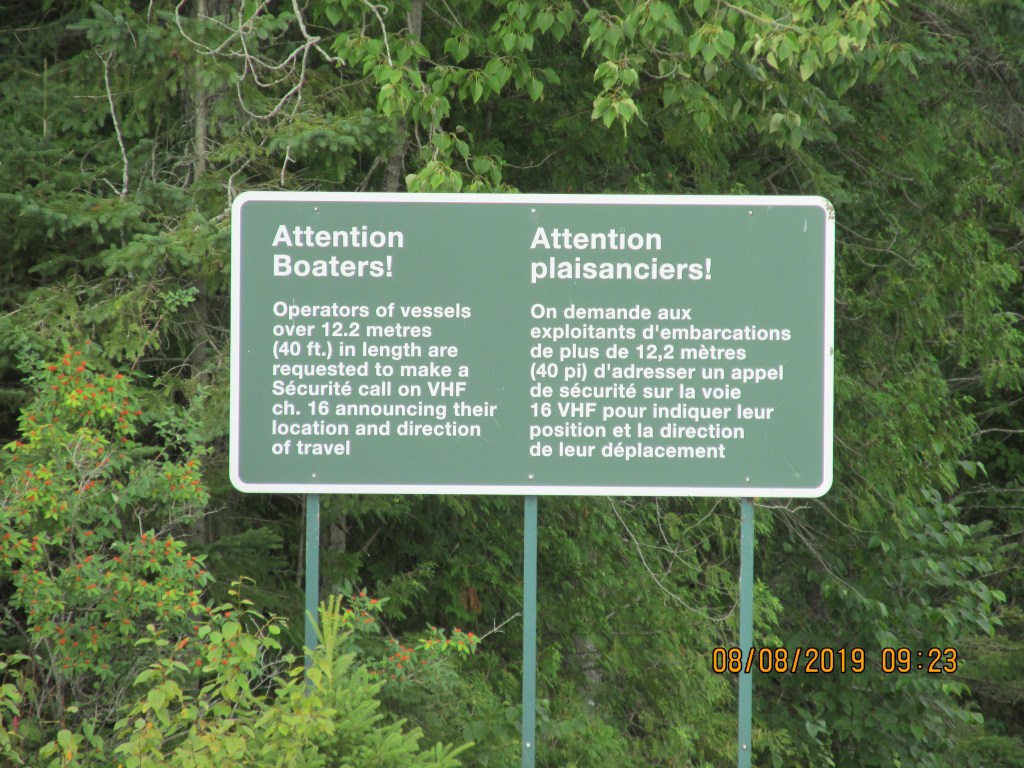 Attention
Boaters!
Operators of vessels
over 12.2 metres
(40 ft.) in length are
requested to make a
Sécurité call on VHF
ch. 16 announcing their
location and direction
of travel
Attention
plaisanciers!
On demande aux
exploitants d'embarcations
de plus de 12,2 mètres
(40 pi) d'adresser un appel
de sécurité sur la voie
16 VHF pour indiquer leur
position et la direction
de leur déplacement
08/08/2019 09:23